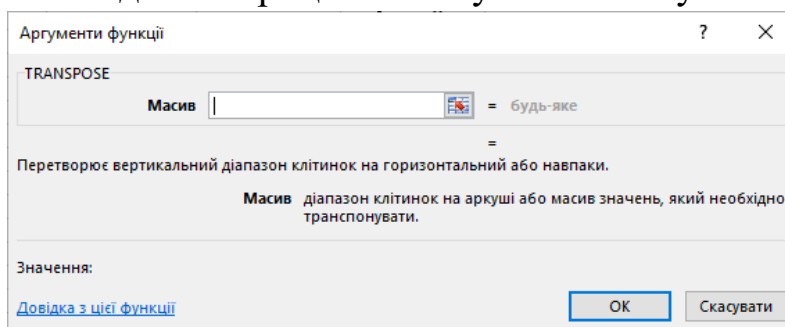 Аргументи функції ? ×
TRANSPOSE
Масив = будь-яке
=
Перетворює вертикальний діапазон клітинок на горизонтальний або навпаки.
Масив діапазон клітинок на аркуші або масив значень, який необхідно
транспонувати.
Значення:
Довідка з цієї функції OK Скасувати